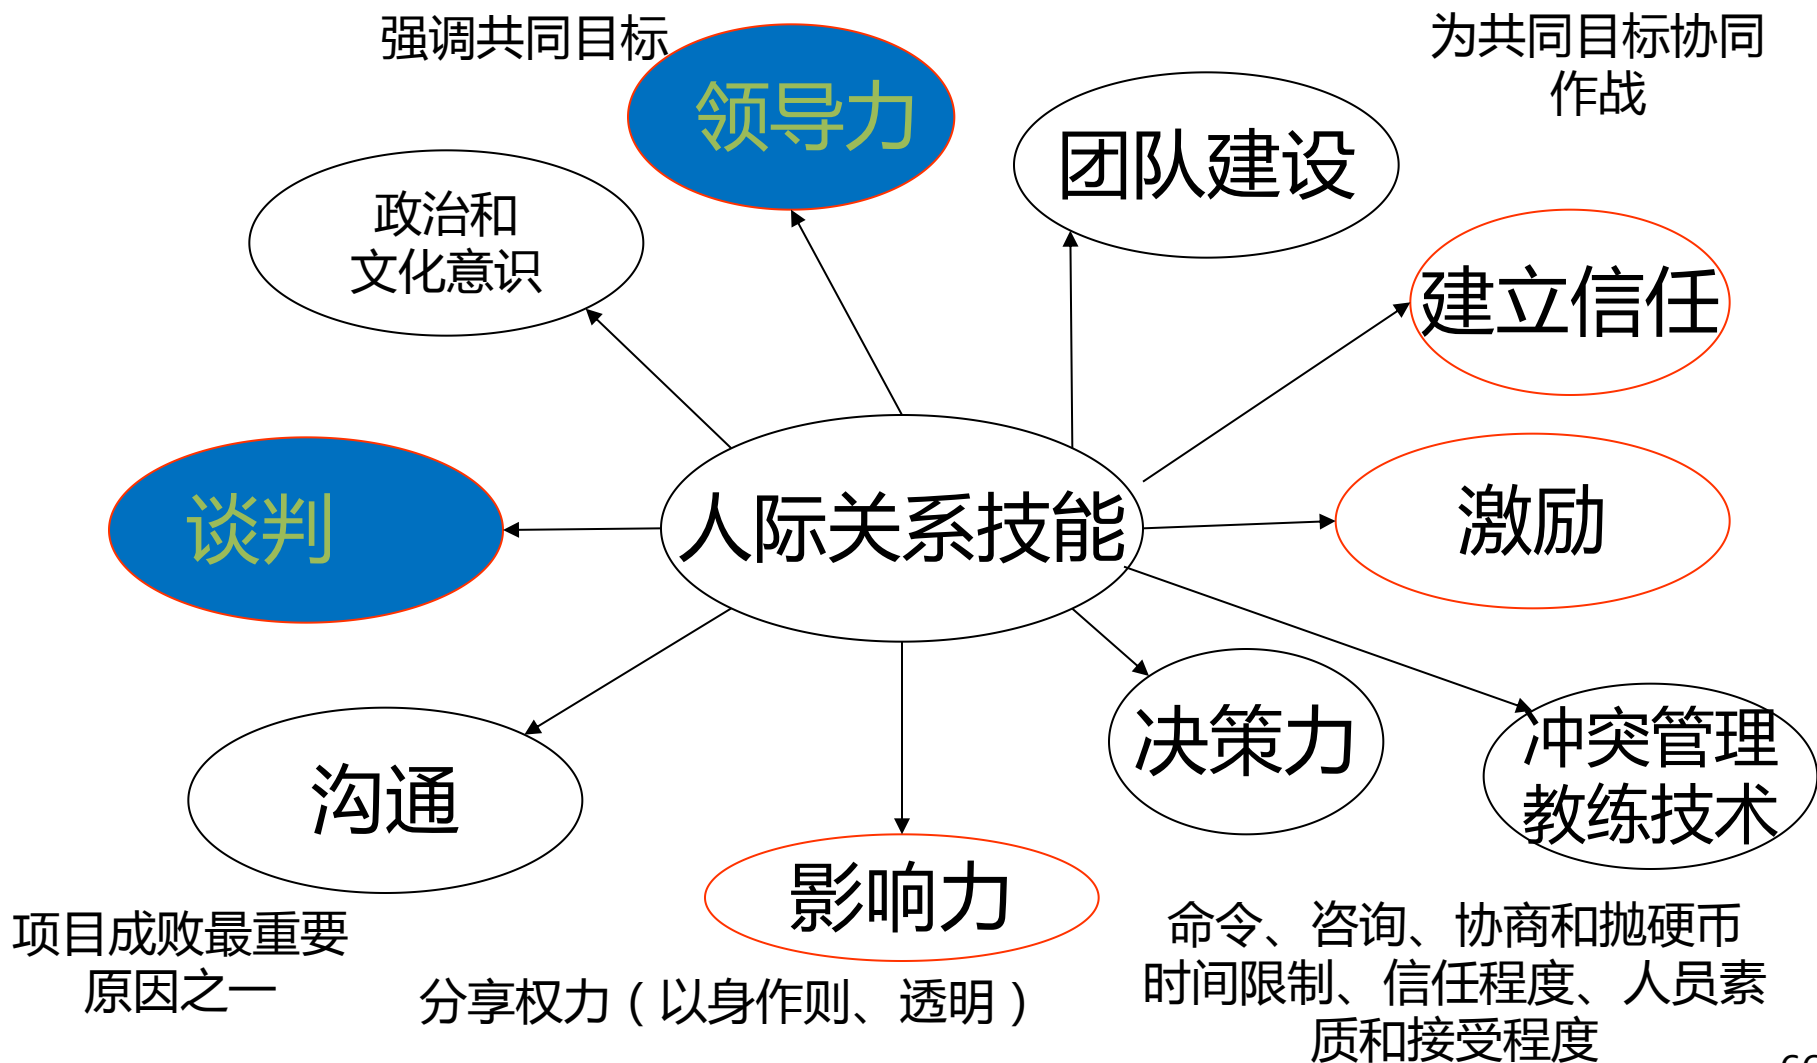 强调共同目标
为共同目标协同
作战
领导力
团队建设
政治和
文化意识
建立信任
谈判
人际关系技能
激励
决策力
冲突管理
教练技术
沟通
影响力
项目成败最重要
原因之一
分享权力（以身作则、透明）
命令、咨询、协商和抛硬币
时间限制、信任程度、人员素
质和接受程度